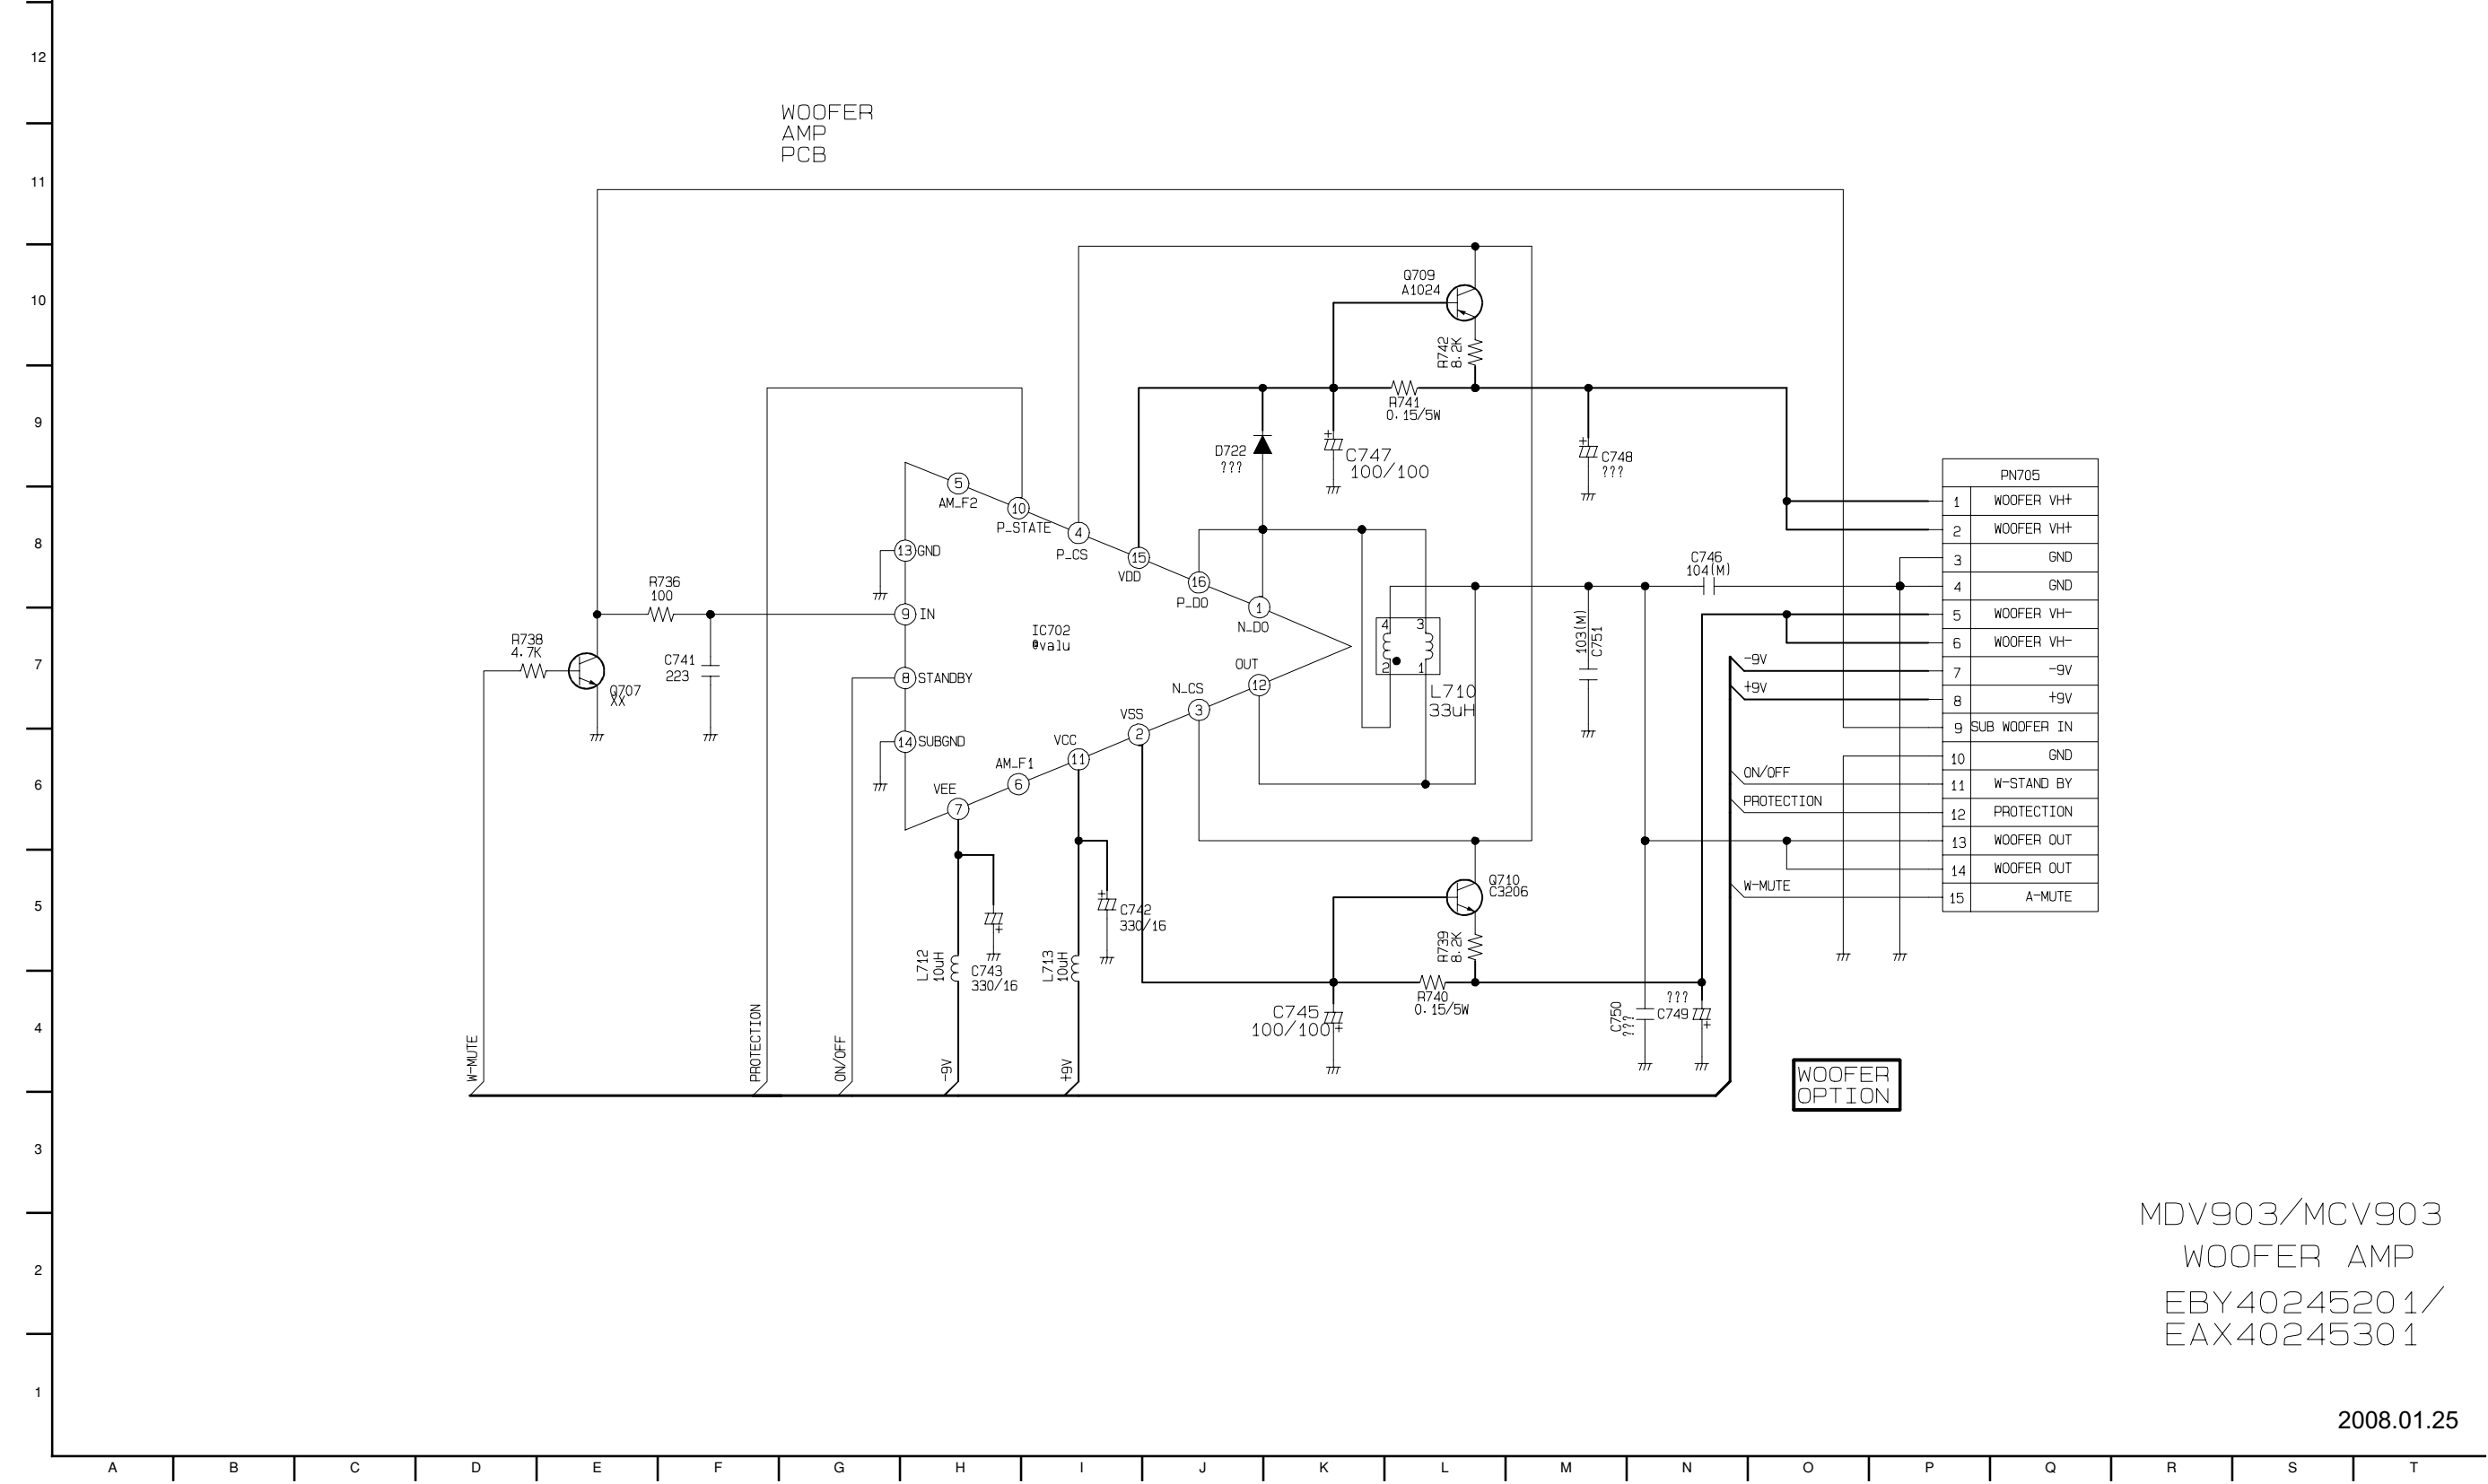 12
11
10
9
8
7
6
5
4
3
2
1
WOOFER
AMP
PCB
Q709
A1024
R742
8.2K
R741
0.15/5W
D722
???
C747
100/100
C748
???
5
AM_F2
10
P_STATE
4
P_CS
15
VDD
16
P_DO
1
N_DO
13 GND
9 IN
8 STANDBY
14 SUBGND
IC702
@valu
OUT
12
N_CS
3
VSS
2
VCC
11
AM_F1
6
VEE
7
R736
100
R738
4.7K
Q707
XX
C741
223
4 3
2 1
L710
33uH
103(M)
C751
C746
104(M)
PN705
1 WOOFER VH+
2 WOOFER VH+
3 GND
4 GND
5 WOOFER VH-
6 WOOFER VH-
7 -9V
8 +9V
9 SUB WOOFER IN
10 GND
11 W-STAND BY
12 PROTECTION
13 WOOFER OUT
14 WOOFER OUT
15 A-MUTE
-9V
+9V
ON/OFF
PROTECTION
W-MUTE
Q710
C3206
R739
8.2K
R740
0.15/5W
C742
330/16
L712
10uH
C743
330/16
L713
10uH
C745
100/100
C750
???
???
C749
W-MUTE
PROTECTION
ON/OFF
-9V
+9V
WOOFER
OPTION
MDV903/MCV903
WOOFER AMP
EBY40245201/
EAX40245301
2008.01.25
A B C D E F G H I J K L M N O P Q R S T